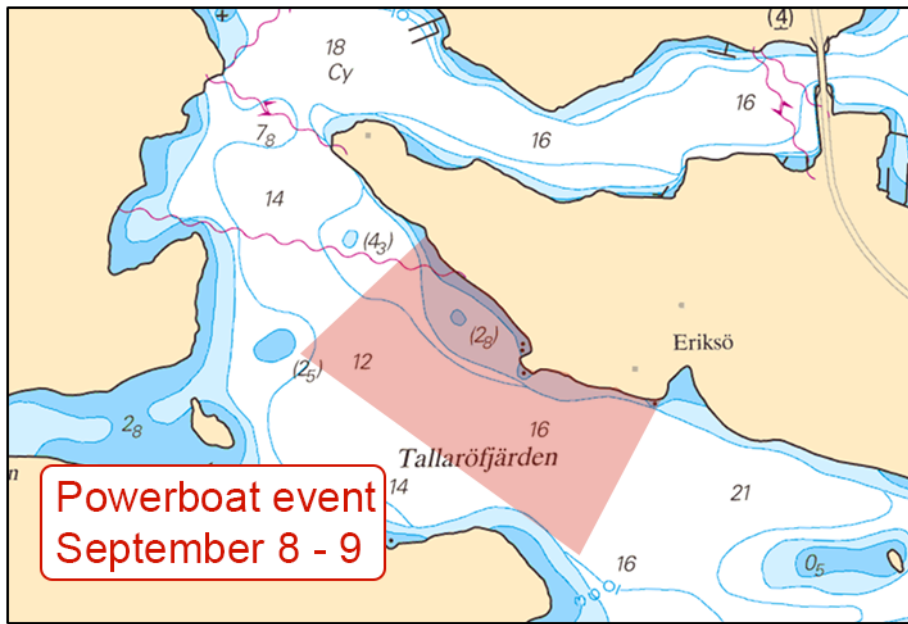 (4)
18
Cy
16
16
7₈
14
(4₃)
(2₈)
Eriksö
12
(2₅)
2₈
16
Tallaröfjärden
n
14
21
Powerboat event
September 8 - 9
16
0₅